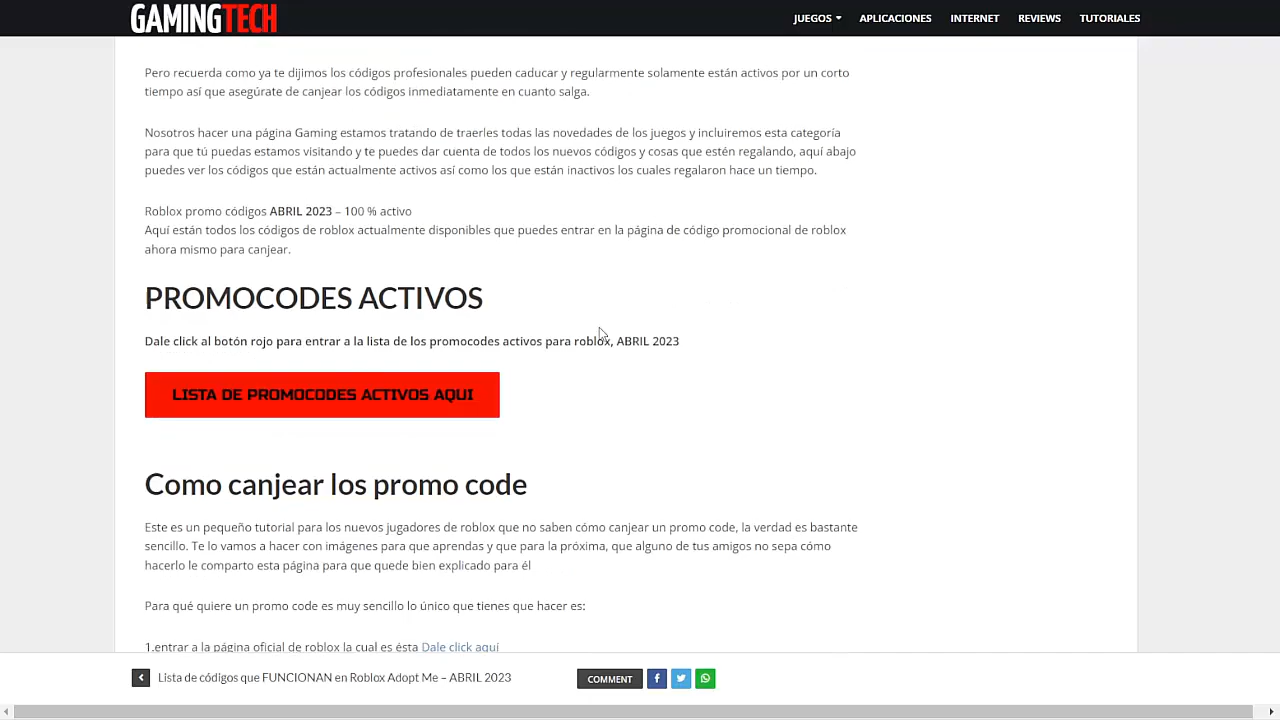 GAMINGTECH
JUEGOS
APLICACIONES
INTERNET
REVIEWS
TUTORIALES
Pero recuerda como ya te dijimos los códigos profesionales pueden caducar y regularmente solamente están activos por un corto
tiempo así que asegúrate de canjear los códigos inmediatamente en cuanto salga.
Nosotros hacer una página Gaming estamos tratando de traerles todas las novedades de los juegos y incluiremos esta categoría
para que tú puedas estamos visitando y te puedes dar cuenta de todos los nuevos códigos y cosas que estén regalando, aquí abajo
puedes ver los códigos que están actualmente activos así como los que están inactivos los cuales regalaron hace un tiempo.
Roblox promo códigos ABRIL 2023 – 100 % activo
Aquí están todos los códigos de roblox actualmente disponibles que puedes entrar en la página de código promocional de roblox
ahora mismo para canjear.
PROMOCODES ACTIVOS
Dale click al botón rojo para entrar a la lista de los promocodes activos para roblox, ABRIL 2023
LISTA DE PROMOCODES ACTIVOS AQUI
Como canjear los promo code
Este es un pequeño tutorial para los nuevos jugadores de roblox que no saben cómo canjear un promo code, la verdad es bastante
sencillo. Te lo vamos a hacer con imágenes para que aprendas y que para la próxima, que alguno de tus amigos no sepa cómo
hacerlo le comparto esta página para que quede bien explicado para él
Para qué quiere un promo code es muy sencillo lo único que tienes que hacer es:
1.entrar a la página oficial de roblox la cual es ésta Dale click aquí
Lista de códigos que FUNCIONAN en Roblox Adopt Me – ABRIL 2023
COMMENT